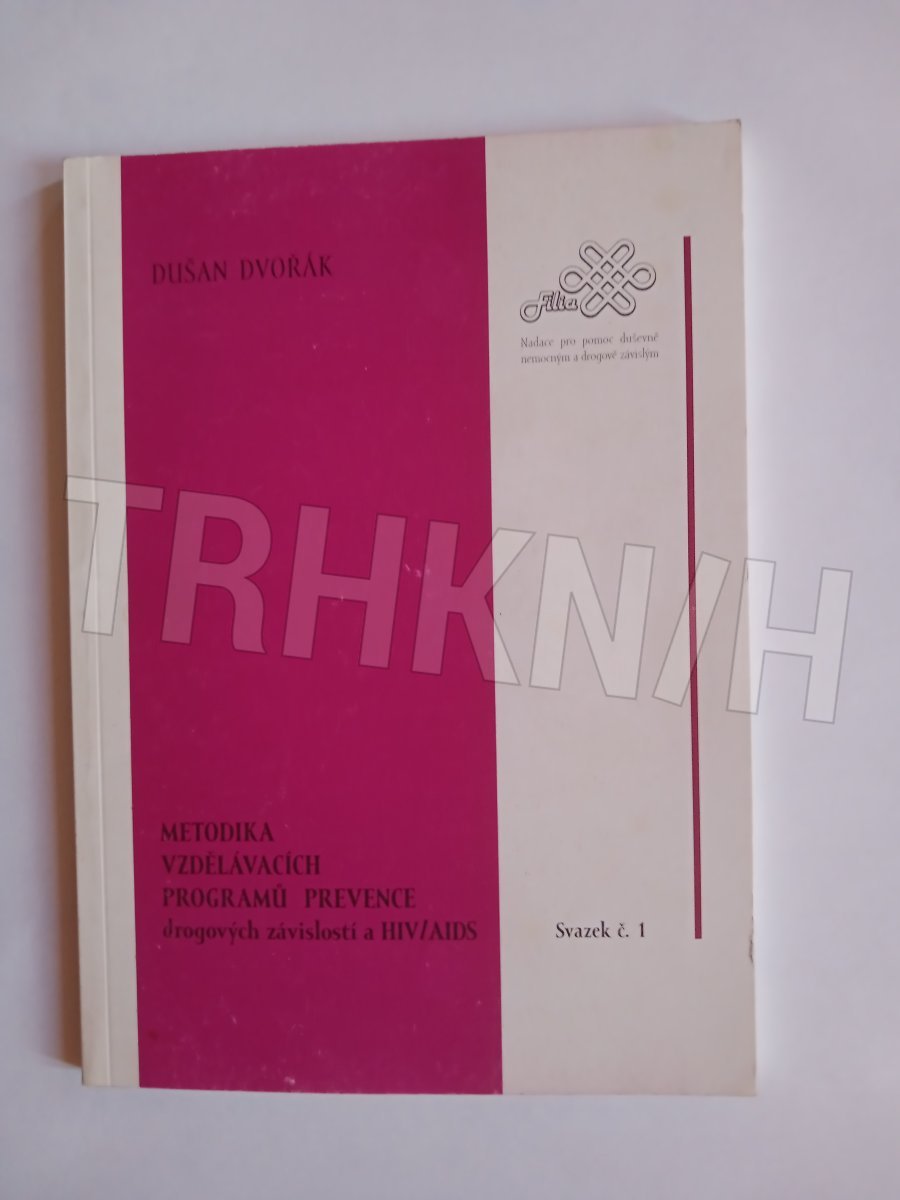 DUŠAN DVOŘÁK
Filia
Nadace pro pomoc duševně
nemocným a drogově závislým
TRHKNIH
METODIKA
VZDĚLÁVACÍCH
PROGRAMŮ PREVENCE
drogových závislostí a HIV/AIDS
Svazek č. 1